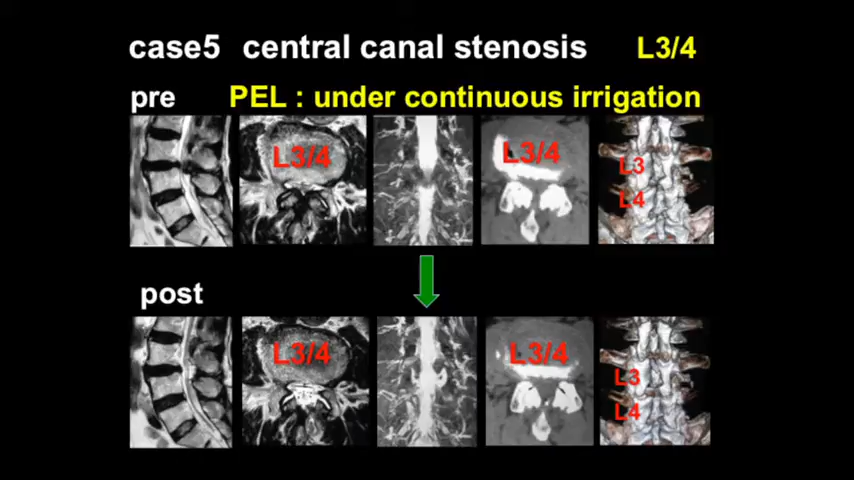 case5 central canal stenosis L3/4
pre PEL : under continuous irrigation
L3/4 L3/4 L3
L4
post
L3/4 L3/4 L3
L4